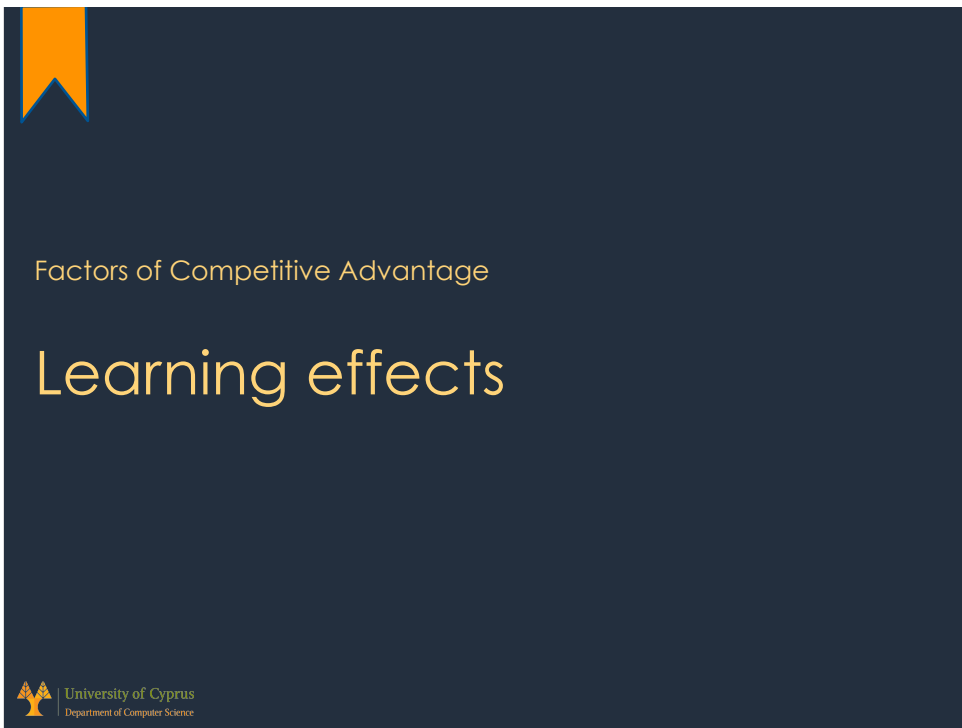 Factors of Competitive Advantage
Learning effects
University of Cyprus
Department of Computer Science